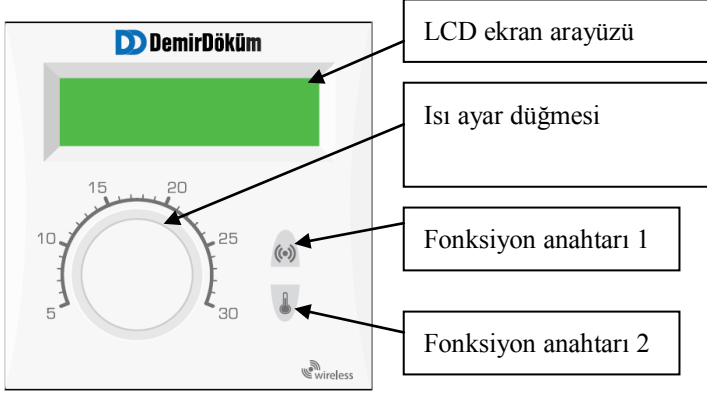 DemirDöküm
LCD ekran arayüzü
Isı ayar düğmesi
15 20
10 25
5 30
Fonksiyon anahtarı 1
Fonksiyon anahtarı 2
wireless